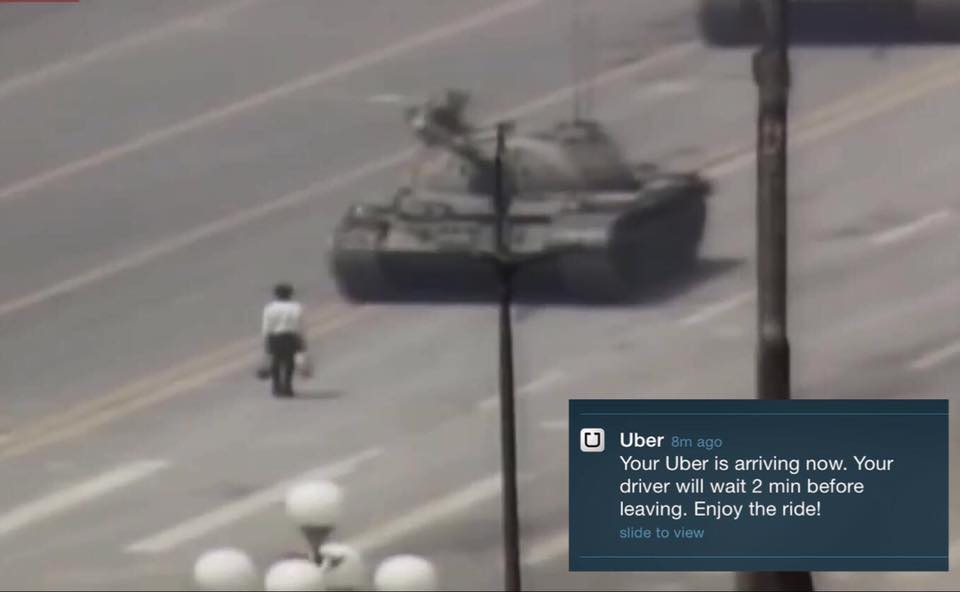 Uber 8m ago
Your Uber is arriving now. Your
driver will wait 2 min before
leaving. Enjoy the ride!
slide to view